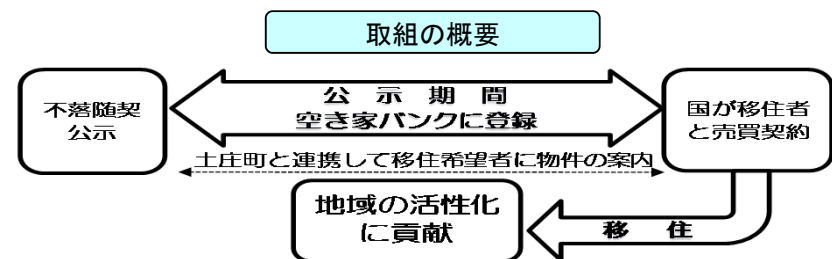 取組の概要
不落随契
公示
公示期間
空き家バンクに登録
国が移住者
と売買契約
土庄町と連携して移住希望者に物件の案内
地域の活性化
に貢献
移住